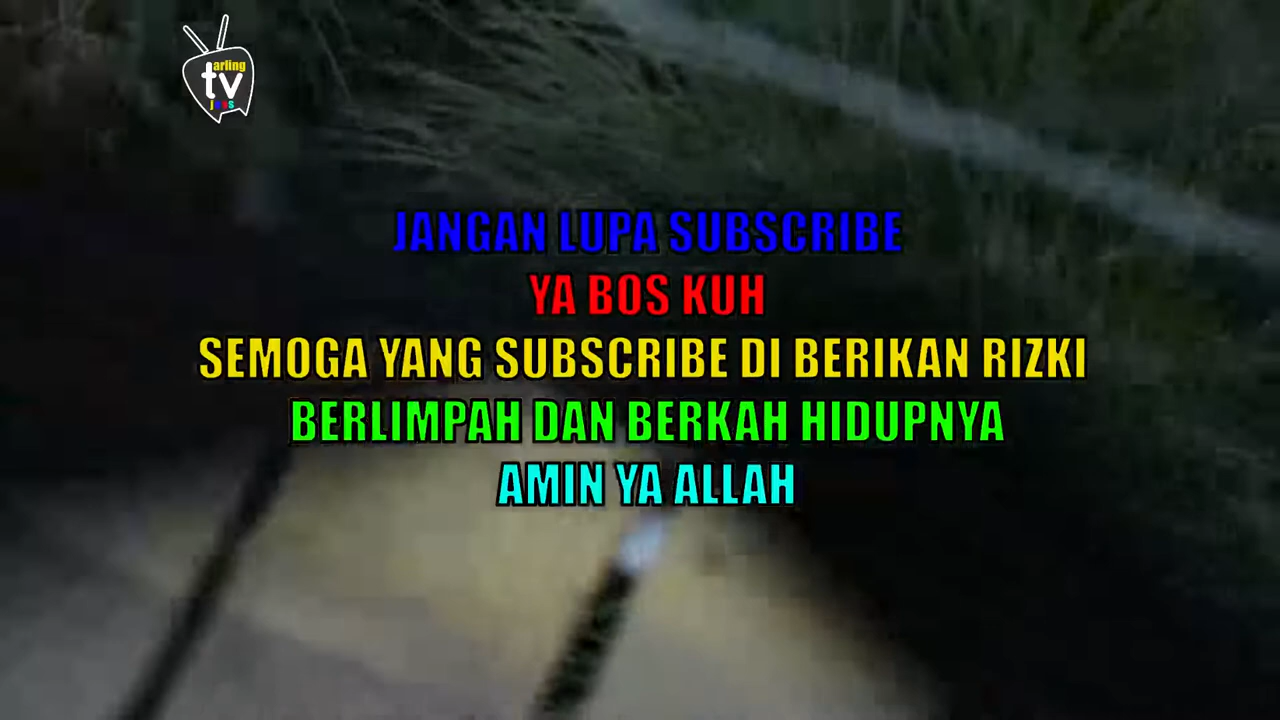 arling
tv
JANGAN LUPA SUBSCRIBE
YA BOS KUH
SEMOGA YANG SUBSCRIBE DI BERIKAN RIZKI
BERLIMPAH DAN BERKAH HIDUPNYA
AMIN YA ALLAH